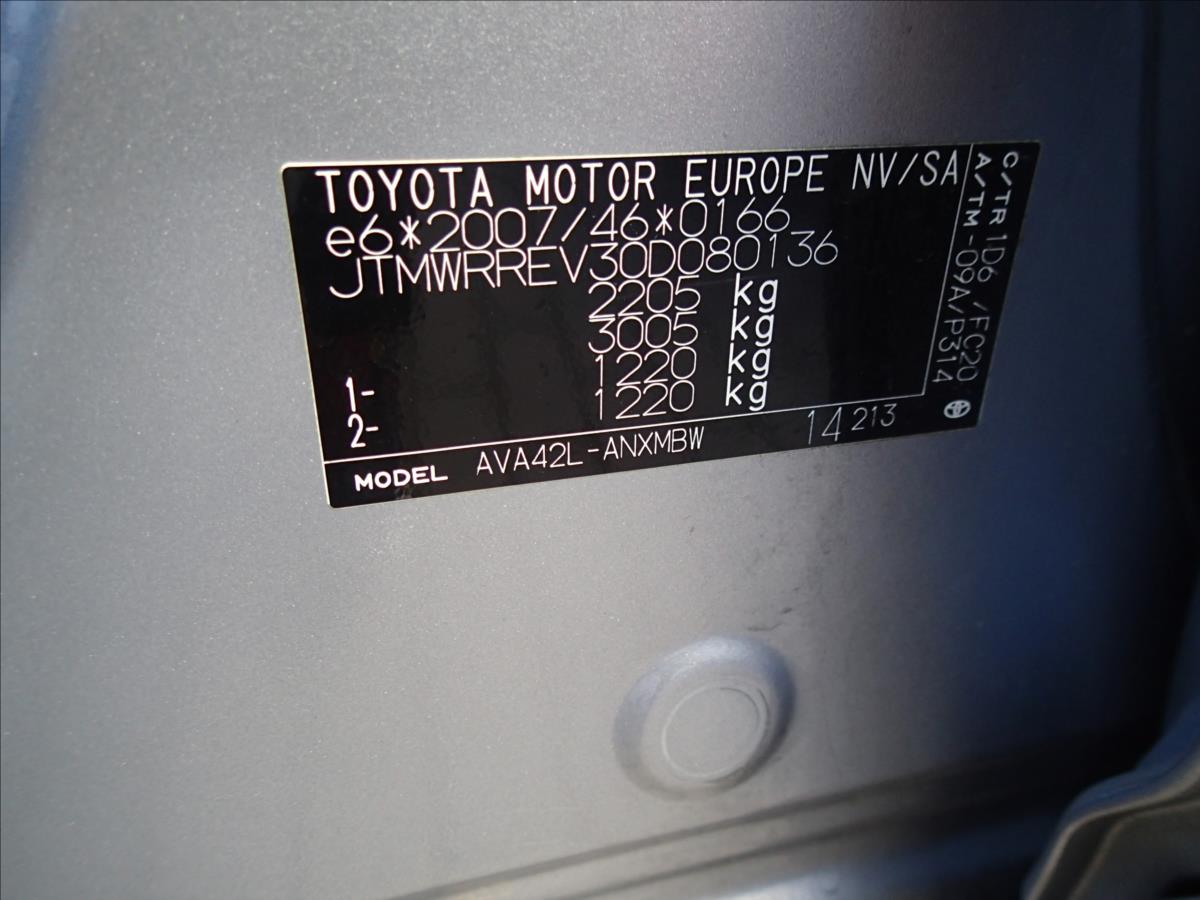 TOYOTA MOTOR EUROPE NV/SA
e6*2007/46*0166
JTMWRREV30D080136
2205 kg
3005 kg
1- 1220 kg
2- 1220 kg
MODEL AVA42L-ANXMBW 14 213
C/TR 1D6 /FC20
A/TM -09A/P314